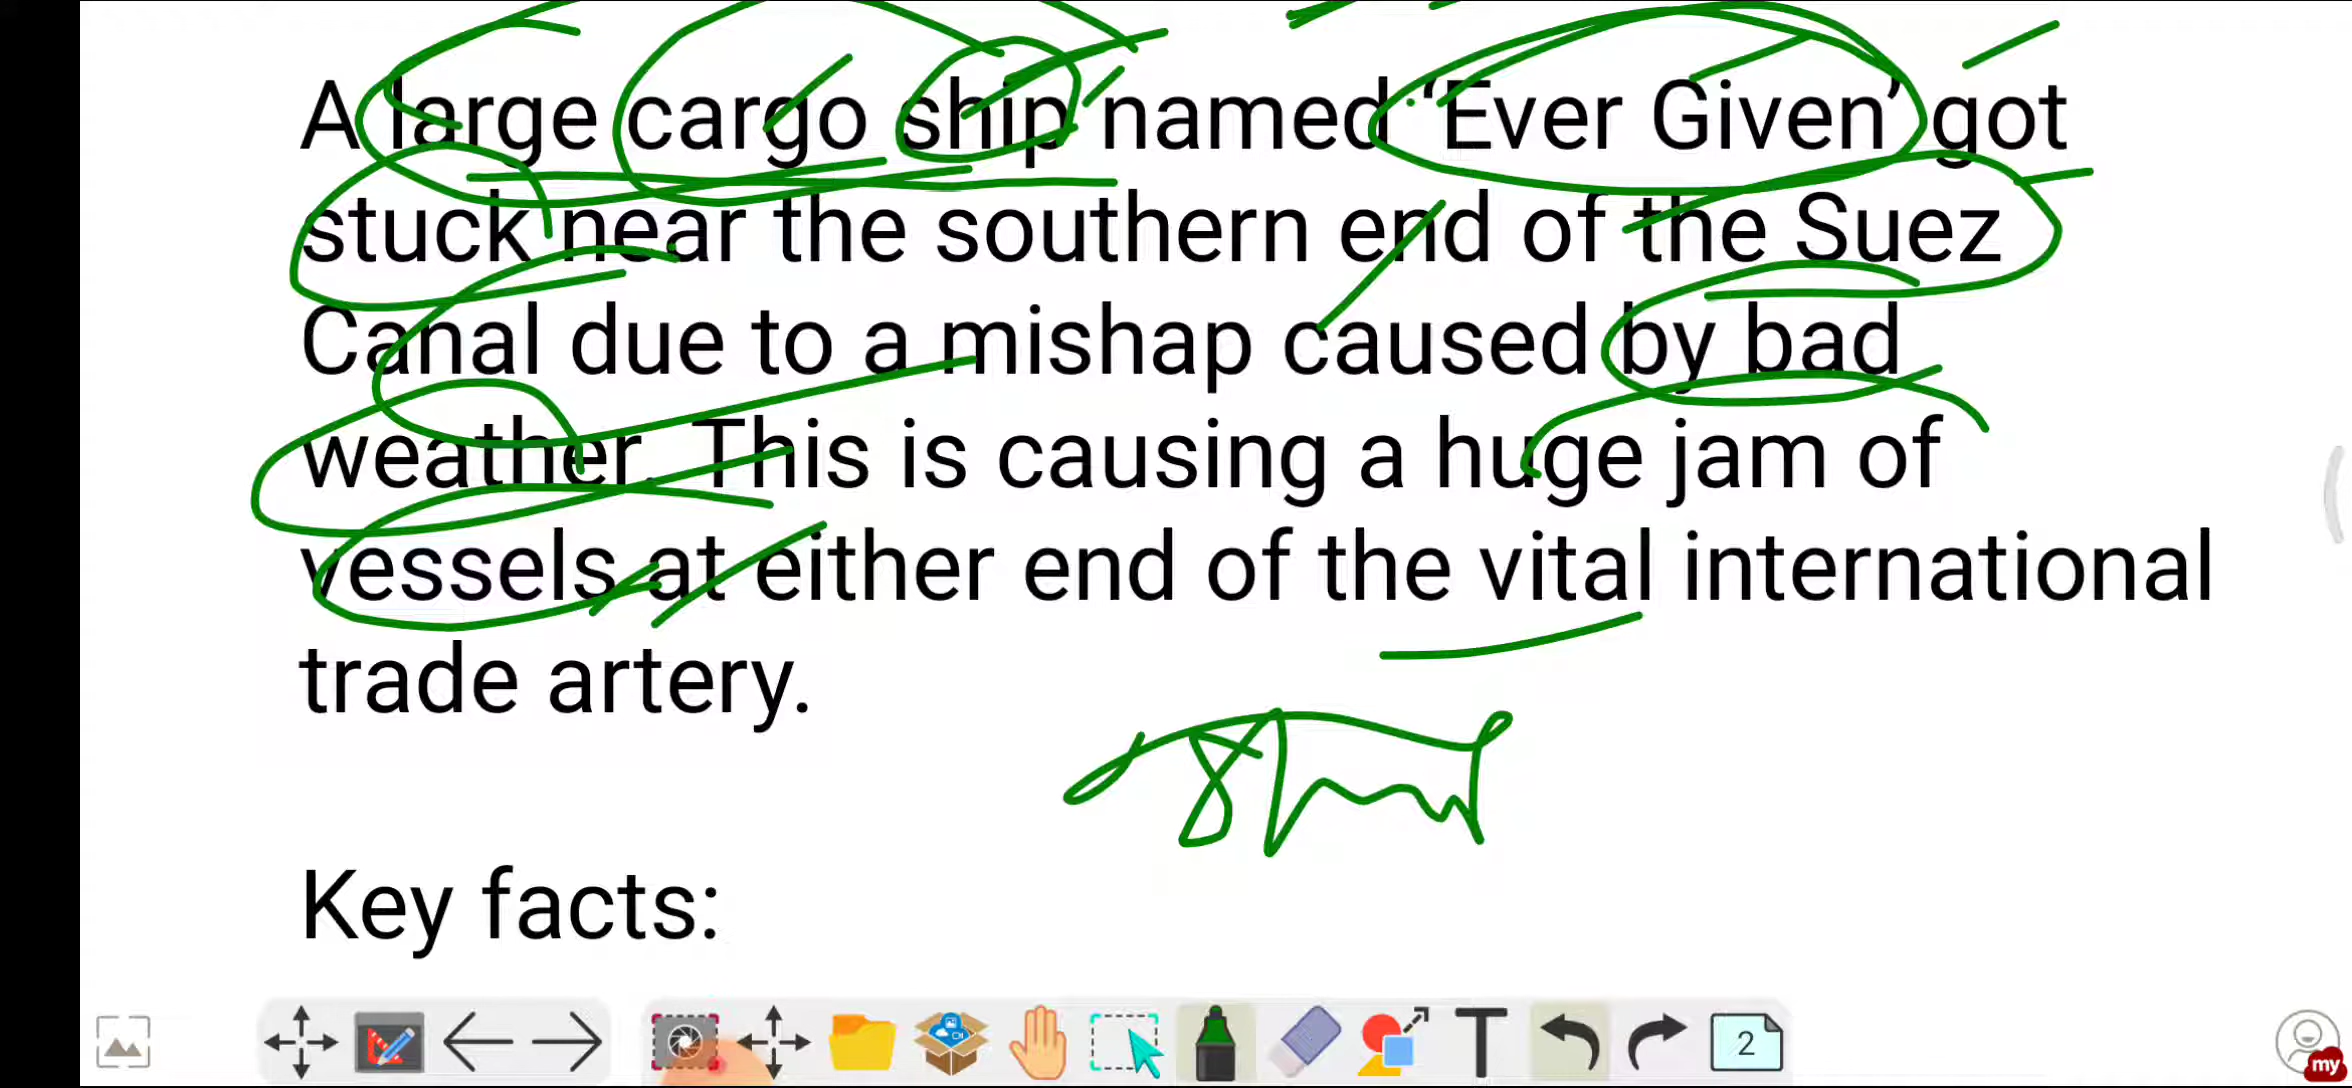 A large cargo ship named ‘Ever Given’ got
stuck near the southern end of the Suez
Canal due to a mishap caused by bad
weather. This is causing a huge jam of
vessels at either end of the vital international
trade artery.
Key facts:
T
2
my